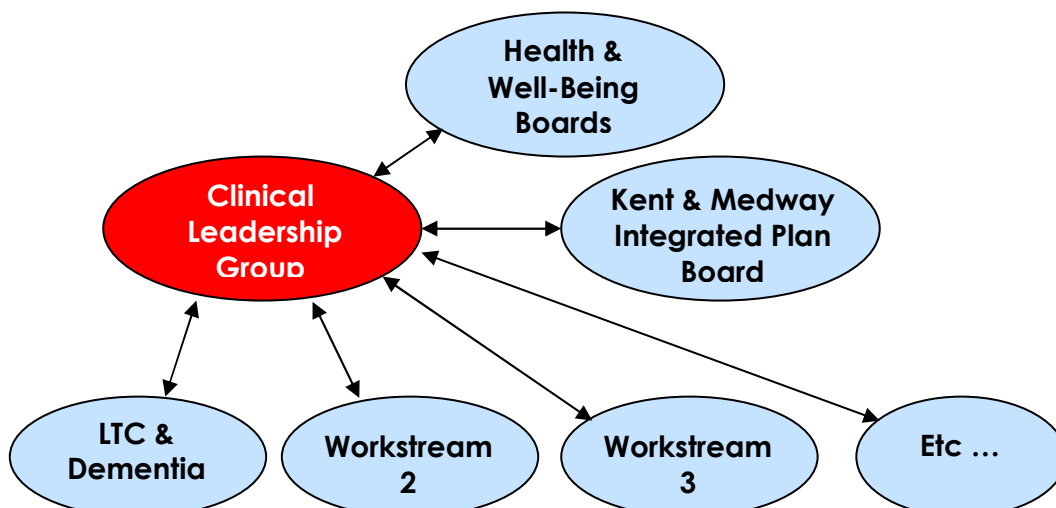 Health &
Well-Being
Boards
Clinical
Leadership
Group
Kent & Medway
Integrated Plan
Board
LTC &
Dementia
Workstream
2
Workstream
3
Etc …